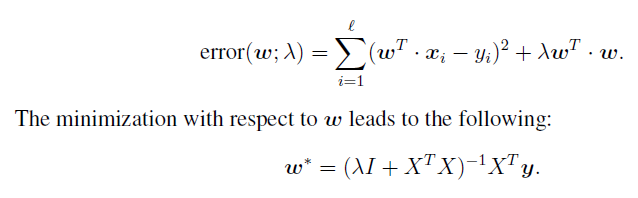 error(w; λ) = ∑_{i=1}^{ℓ} (w^T · x_i − y_i)^2 + λw^T · w.
The minimization with respect to w leads to the following:
w* = (λI + X^T X)^{−1} X^T y.